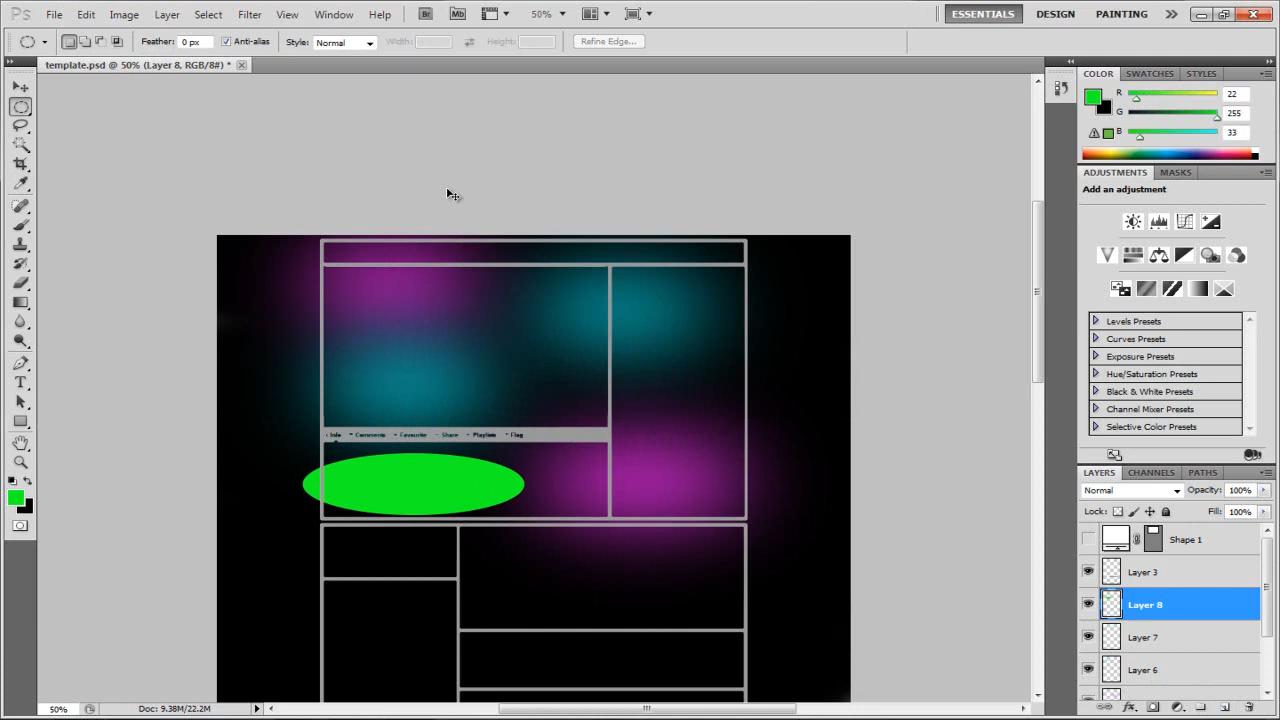 Ps File Edit Image Layer Select Filter View Window Help Br Mb 50% ESSENTIALS DESIGN PAINTING
Feather: 0 px Anti-alias Style: Normal Width: Height: Refine Edge...
template.psd @ 50% (Layer 8, RGB/8#) *
COLOR SWATCHES STYLES
R 22
G 255
B 33
ADJUSTMENTS MASKS
Add an adjustment
Levels Presets
Curves Presets
Exposure Presets
Hue/Saturation Presets
Black & White Presets
Channel Mixer Presets
Selective Color Presets
Info Comments Favourite Share Playlists Flag
LAYERS CHANNELS PATHS
Normal Opacity: 100%
Lock: Fill: 100%
Shape 1
Layer 3
Layer 8
Layer 7
Layer 6
50% Doc: 9.38M/22.2M